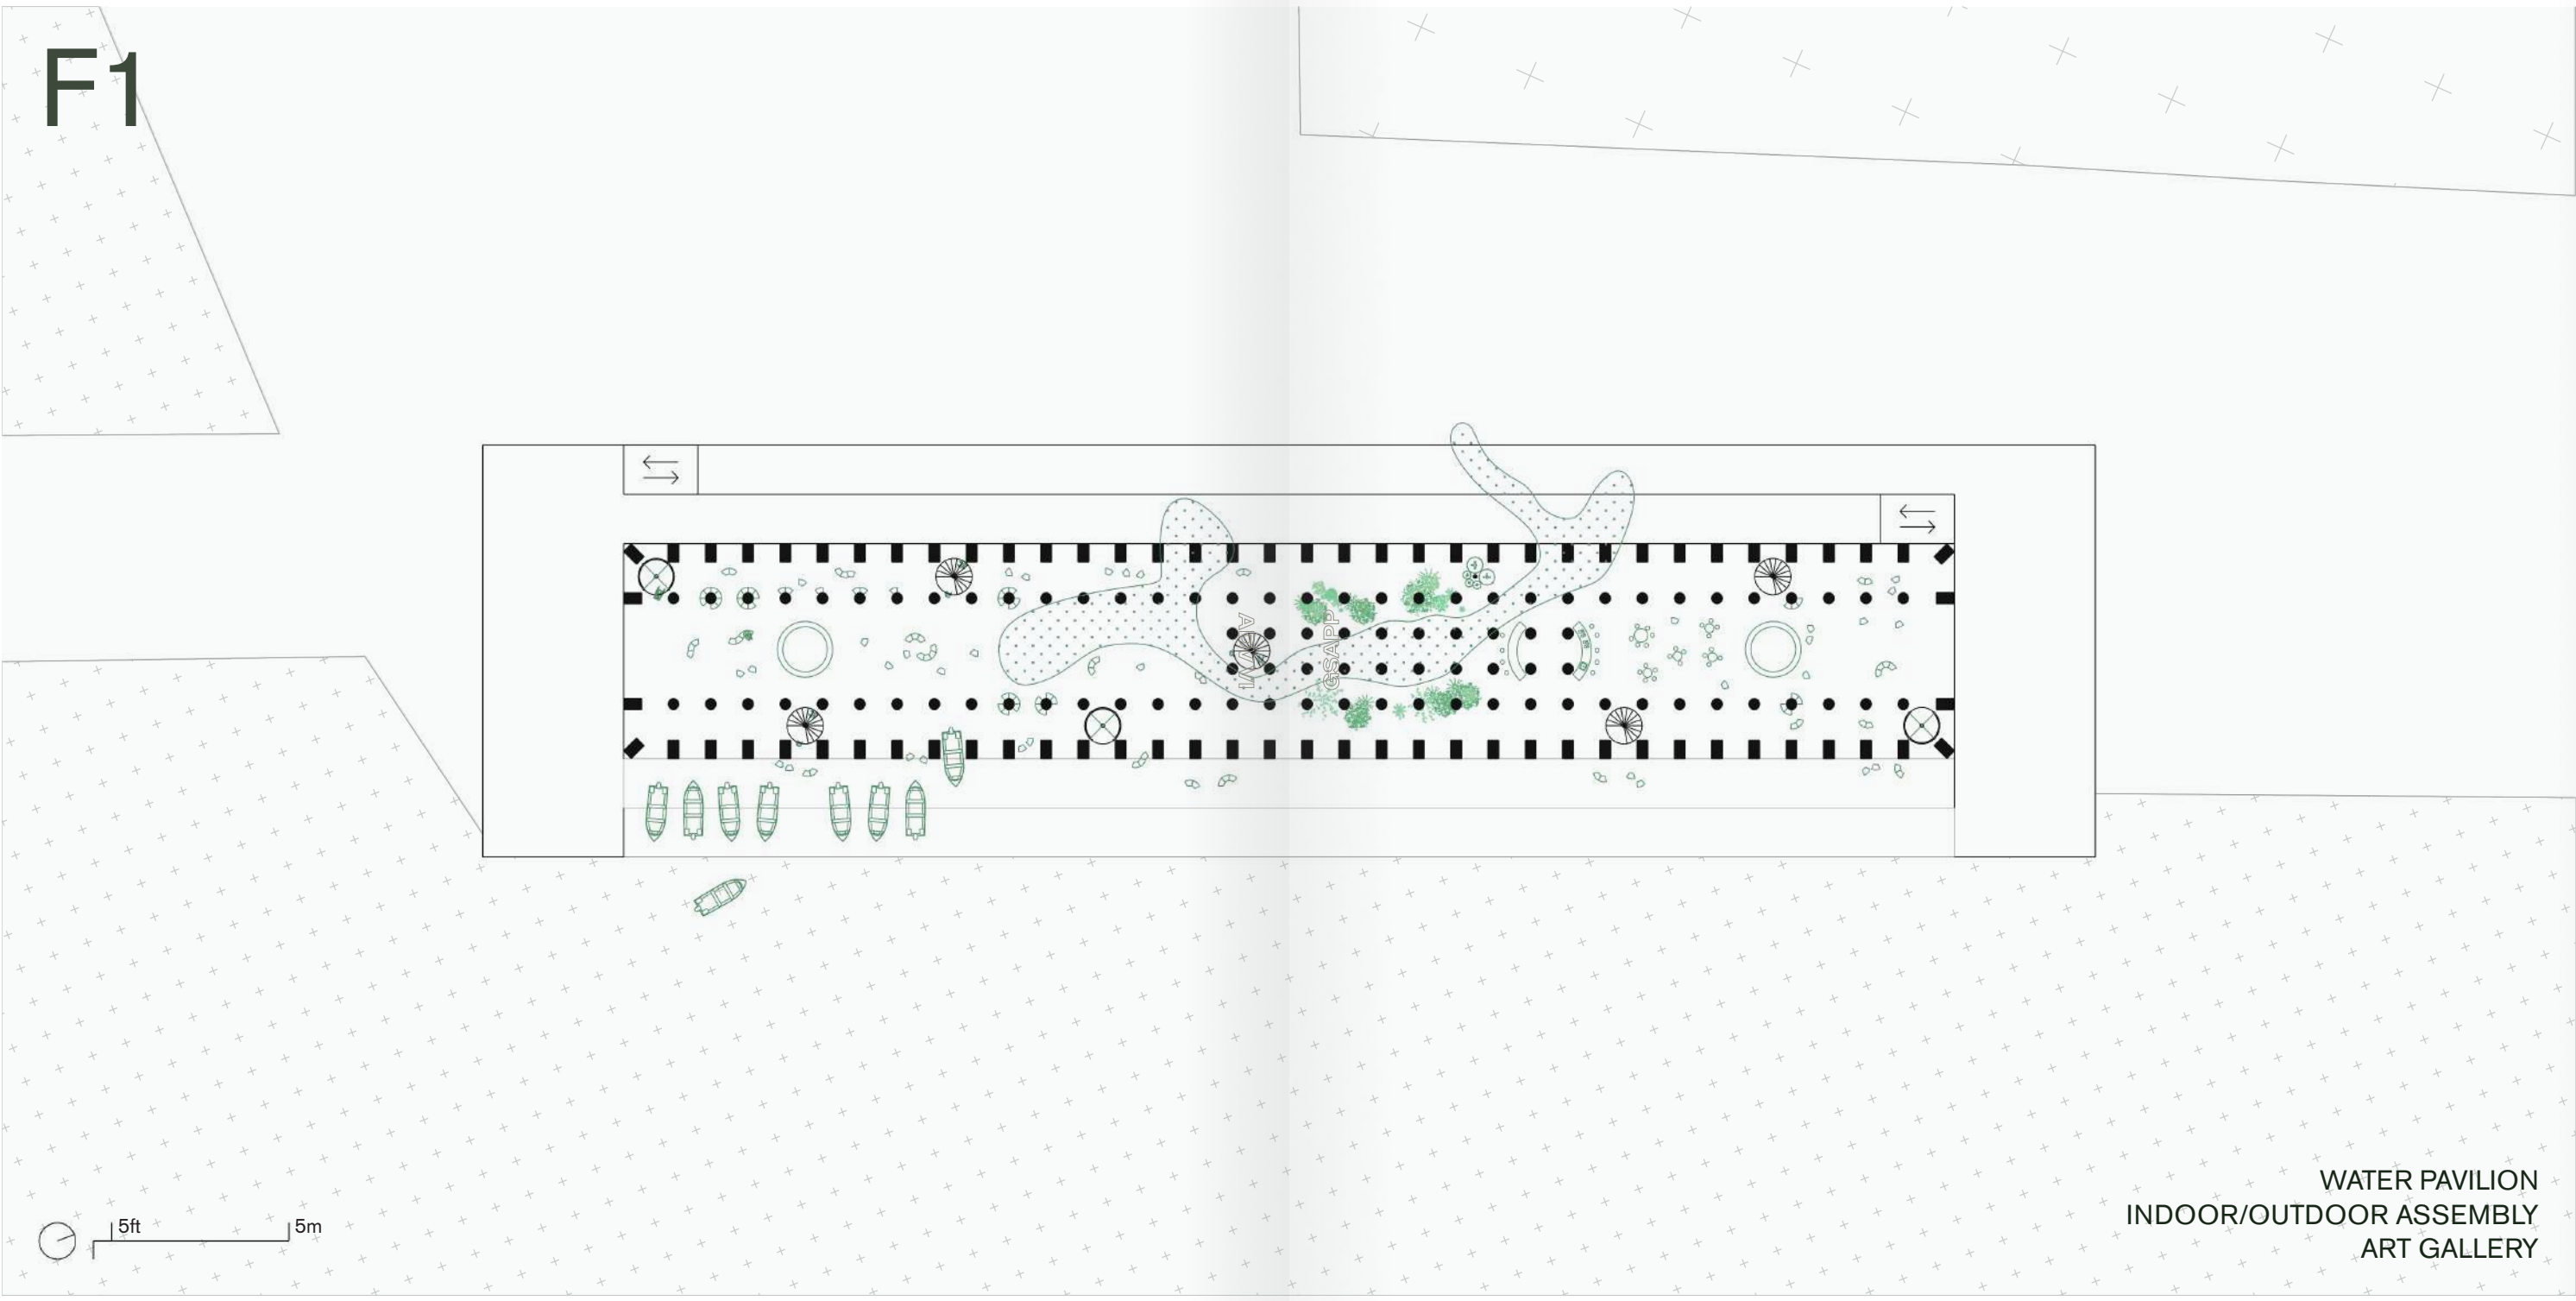 F1
GSAPP
5ft
5m
WATER PAVILION
INDOOR/OUTDOOR ASSEMBLY
ART GALLERY